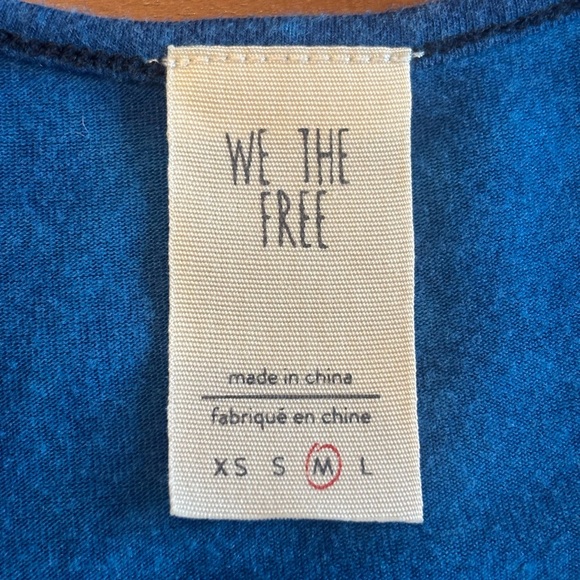 WE THE
FREE
made in china
fabriqué en chine
XS S M L